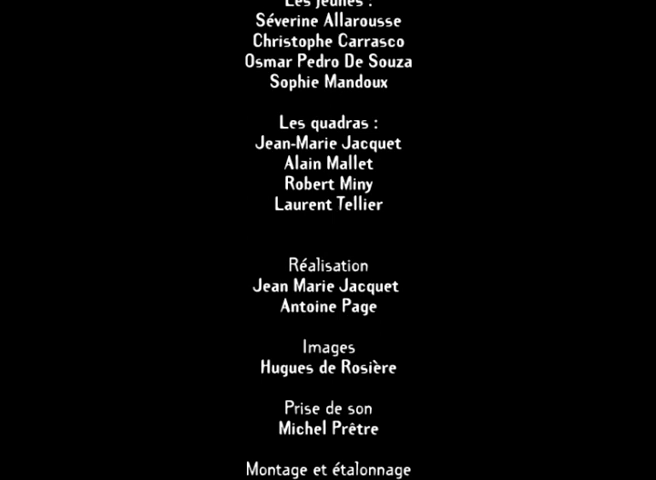 Les jeunes :
Séverine Allarousse
Christophe Carrasco
Osmar Pedro De Souza
Sophie Mandoux
Les quadras :
Jean-Marie Jacquet
Alain Mallet
Robert Miny
Laurent Tellier
Réalisation
Jean Marie Jacquet
Antoine Page
Images
Hugues de Rosière
Prise de son
Michel Prêtre
Montage et étalonnage